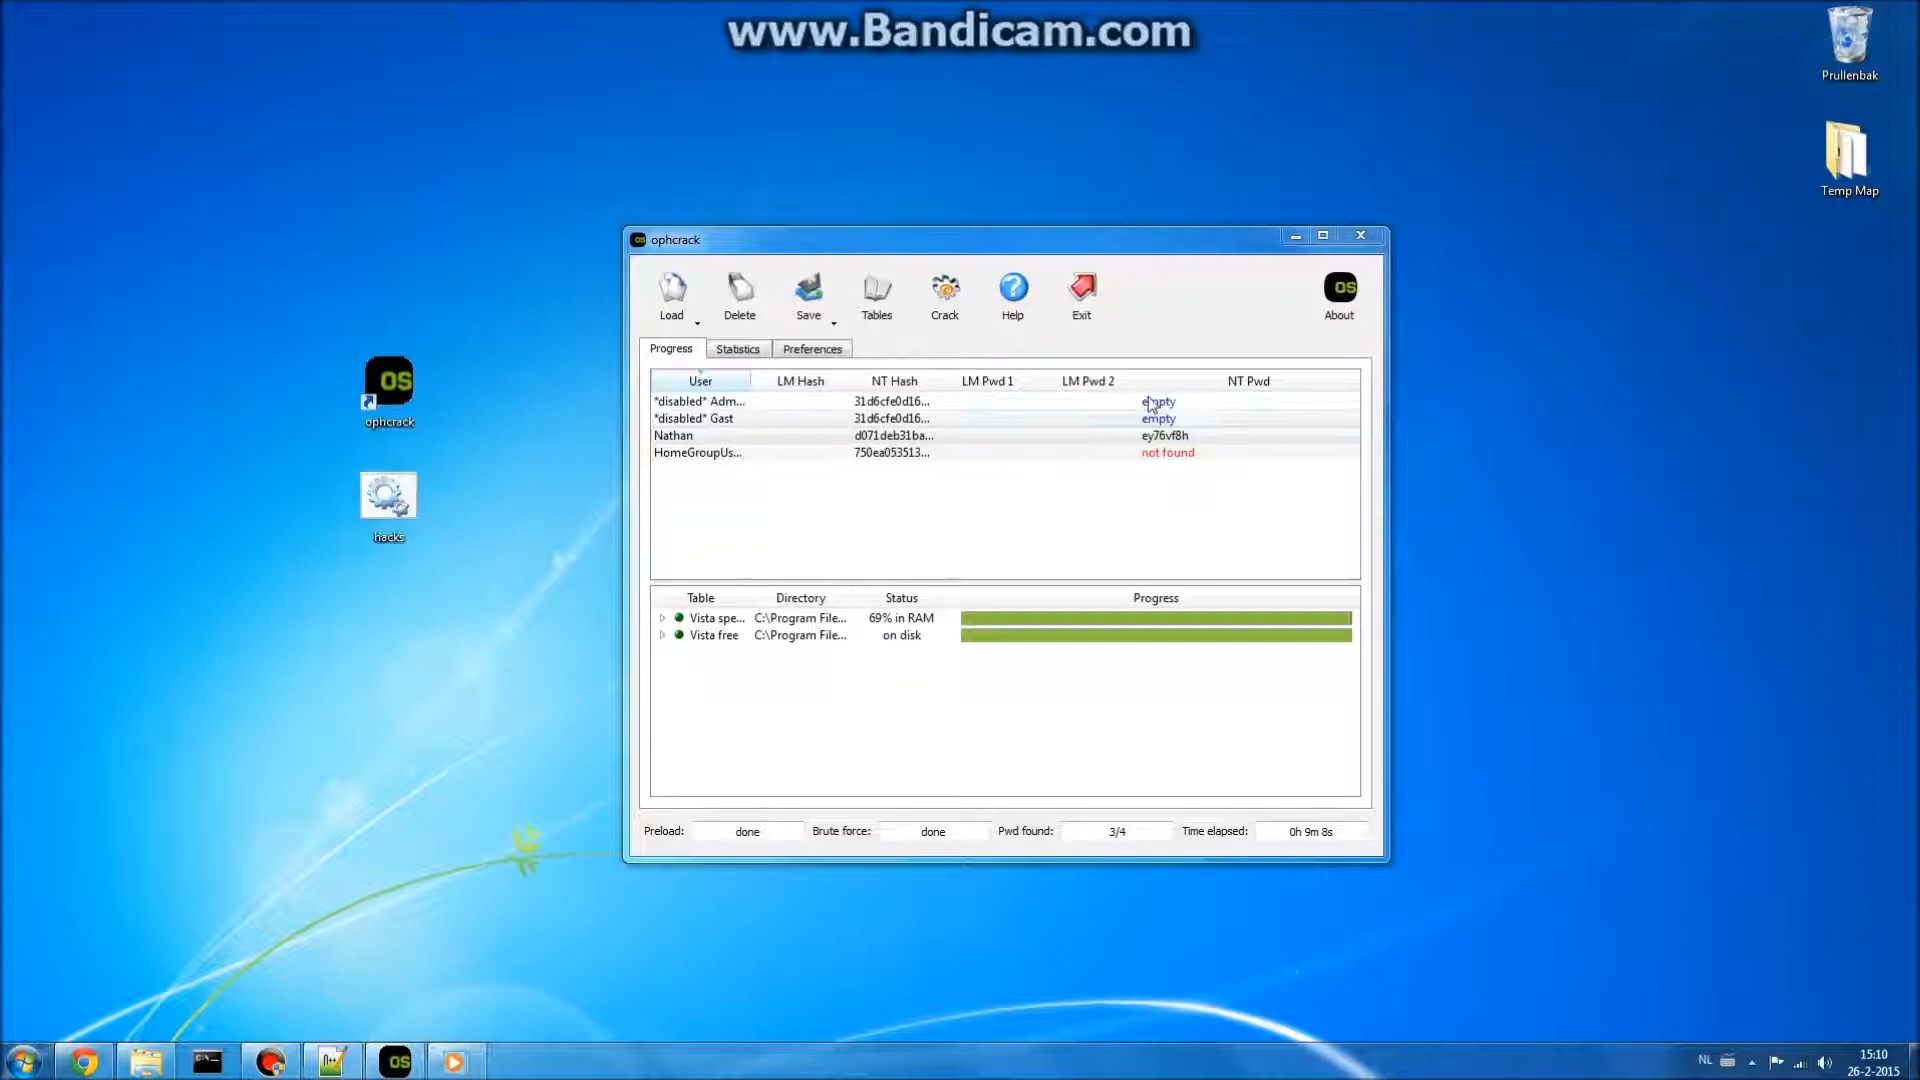 www.Bandicam.com
Prullenbak
Temp Map
ophcrack
hacks
ophcrack
Load
Delete
Save
Tables
Crack
Help
Exit
OS
About
Progress
Statistics
Preferences
User
LM Hash
NT Hash
LM Pwd 1
LM Pwd 2
NT Pwd
*disabled* Adm...
31d6cfe0d16...
empty
*disabled* Gast
31d6cfe0d16...
empty
Nathan
d071deb31ba...
ey76vf8h
HomeGroupUs...
750ea053513...
not found
Table
Directory
Status
Progress
Vista spe...
C:\Program File...
69% in RAM
Vista free
C:\Program File...
on disk
Preload:
done
Brute force:
done
Pwd found:
3/4
Time elapsed:
0h 9m 8s
OS
OS
NL
15:10
26-2-2015